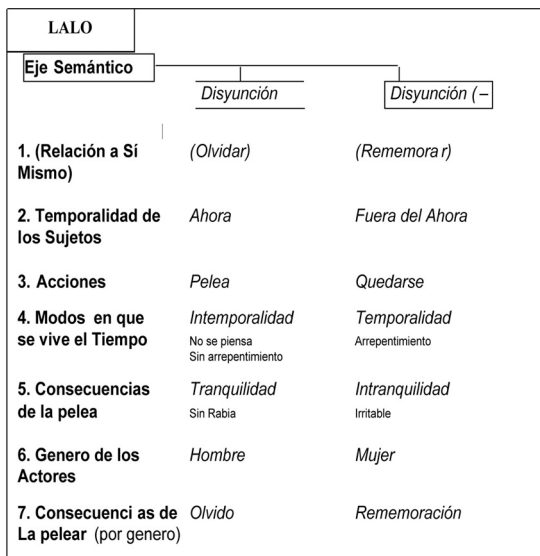 LALO
Eje Semántico
Disyunción Disyunción (–
1. (Relación a Sí (Olvidar) (Rememora r)
Mismo)
2. Temporalidad de Ahora Fuera del Ahora
los Sujetos
3. Acciones Pelea Quedarse
4. Modos en que Intemporalidad Temporalidad
se vive el Tiempo No se piensa Arrepentimiento
Sin arrepentimiento
5. Consecuencias Tranquilidad Intranquilidad
de la pelea Sin Rabia Irritable
6. Genero de los Hombre Mujer
Actores
7. Consecuenci as de Olvido Rememoración
La pelear (por genero)